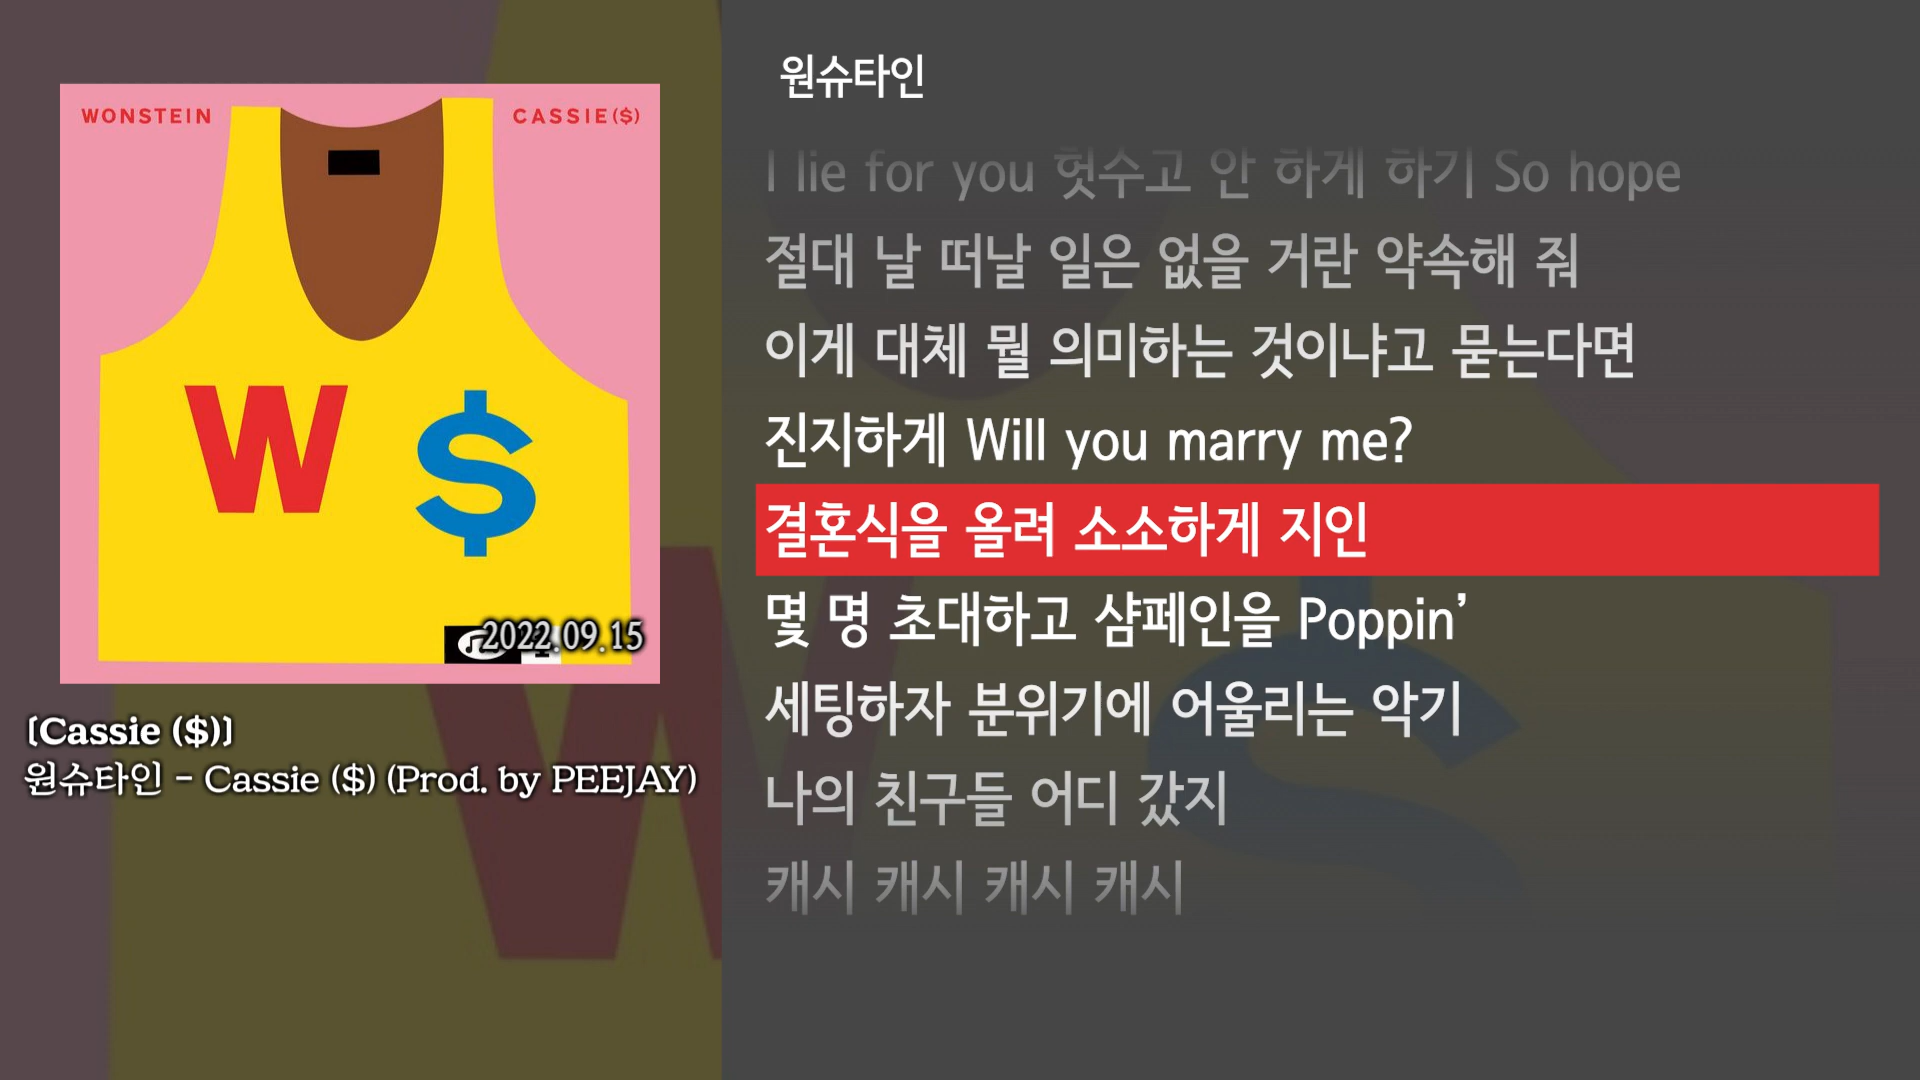 WONSTEIN
CASSIE($)
W $
2022.09.15
[Cassie ($)]
원슈타인 - Cassie ($) (Prod. by PEEJAY)
원슈타인
I lie for you 헛수고 안 하게 하기 So hope
절대 날 떠날 일은 없을 거란 약속해 줘
이게 대체 뭘 의미하는 것이냐고 묻는다면
진지하게 Will you marry me?
결혼식을 올려 소소하게 지인
몇 명 초대하고 샴페인을 Poppin’
세팅하자 분위기에 어울리는 악기
나의 친구들 어디 갔지
캐시 캐시 캐시 캐시